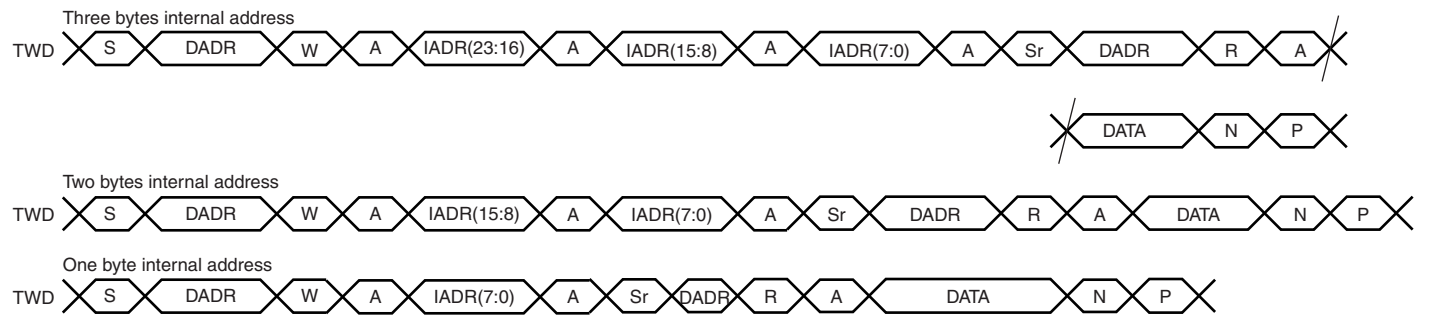 Three bytes internal address
TWD S DADR W A IADR(23:16) A IADR(15:8) A IADR(7:0) A Sr DADR R A
DATA N P
Two bytes internal address
TWD S DADR W A IADR(15:8) A IADR(7:0) A Sr DADR R A DATA N P
One byte internal address
TWD S DADR W A IADR(7:0) A Sr DADR R A DATA N P